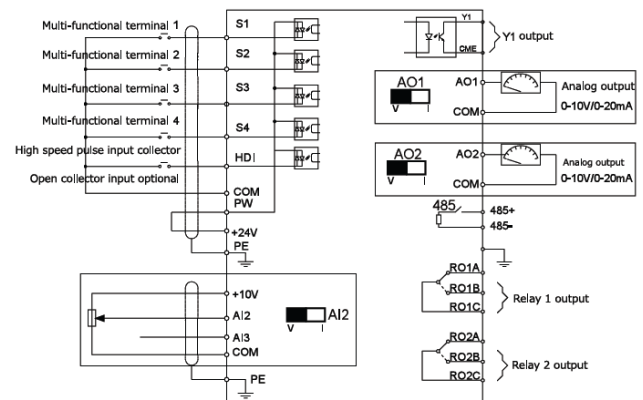 Multi-functional terminal 1
S1
Multi-functional terminal 2
S2
Multi-functional terminal 3
S3
Multi-functional terminal 4
S4
High speed pulse input collector
HDI
Open collector input optional
COM
PW
+24V
PE
+10V
AI2
AI3
COM
V I
AI2
PE
Y1
CME
Y1 output
AO1
V I
AO1
COM
Analog output
0-10V/0-20mA
AO2
V I
AO2
COM
Analog output
0-10V/0-20mA
485
485+
485-
RO1A
RO1B
RO1C
Relay 1 output
RO2A
RO2B
RO2C
Relay 2 output